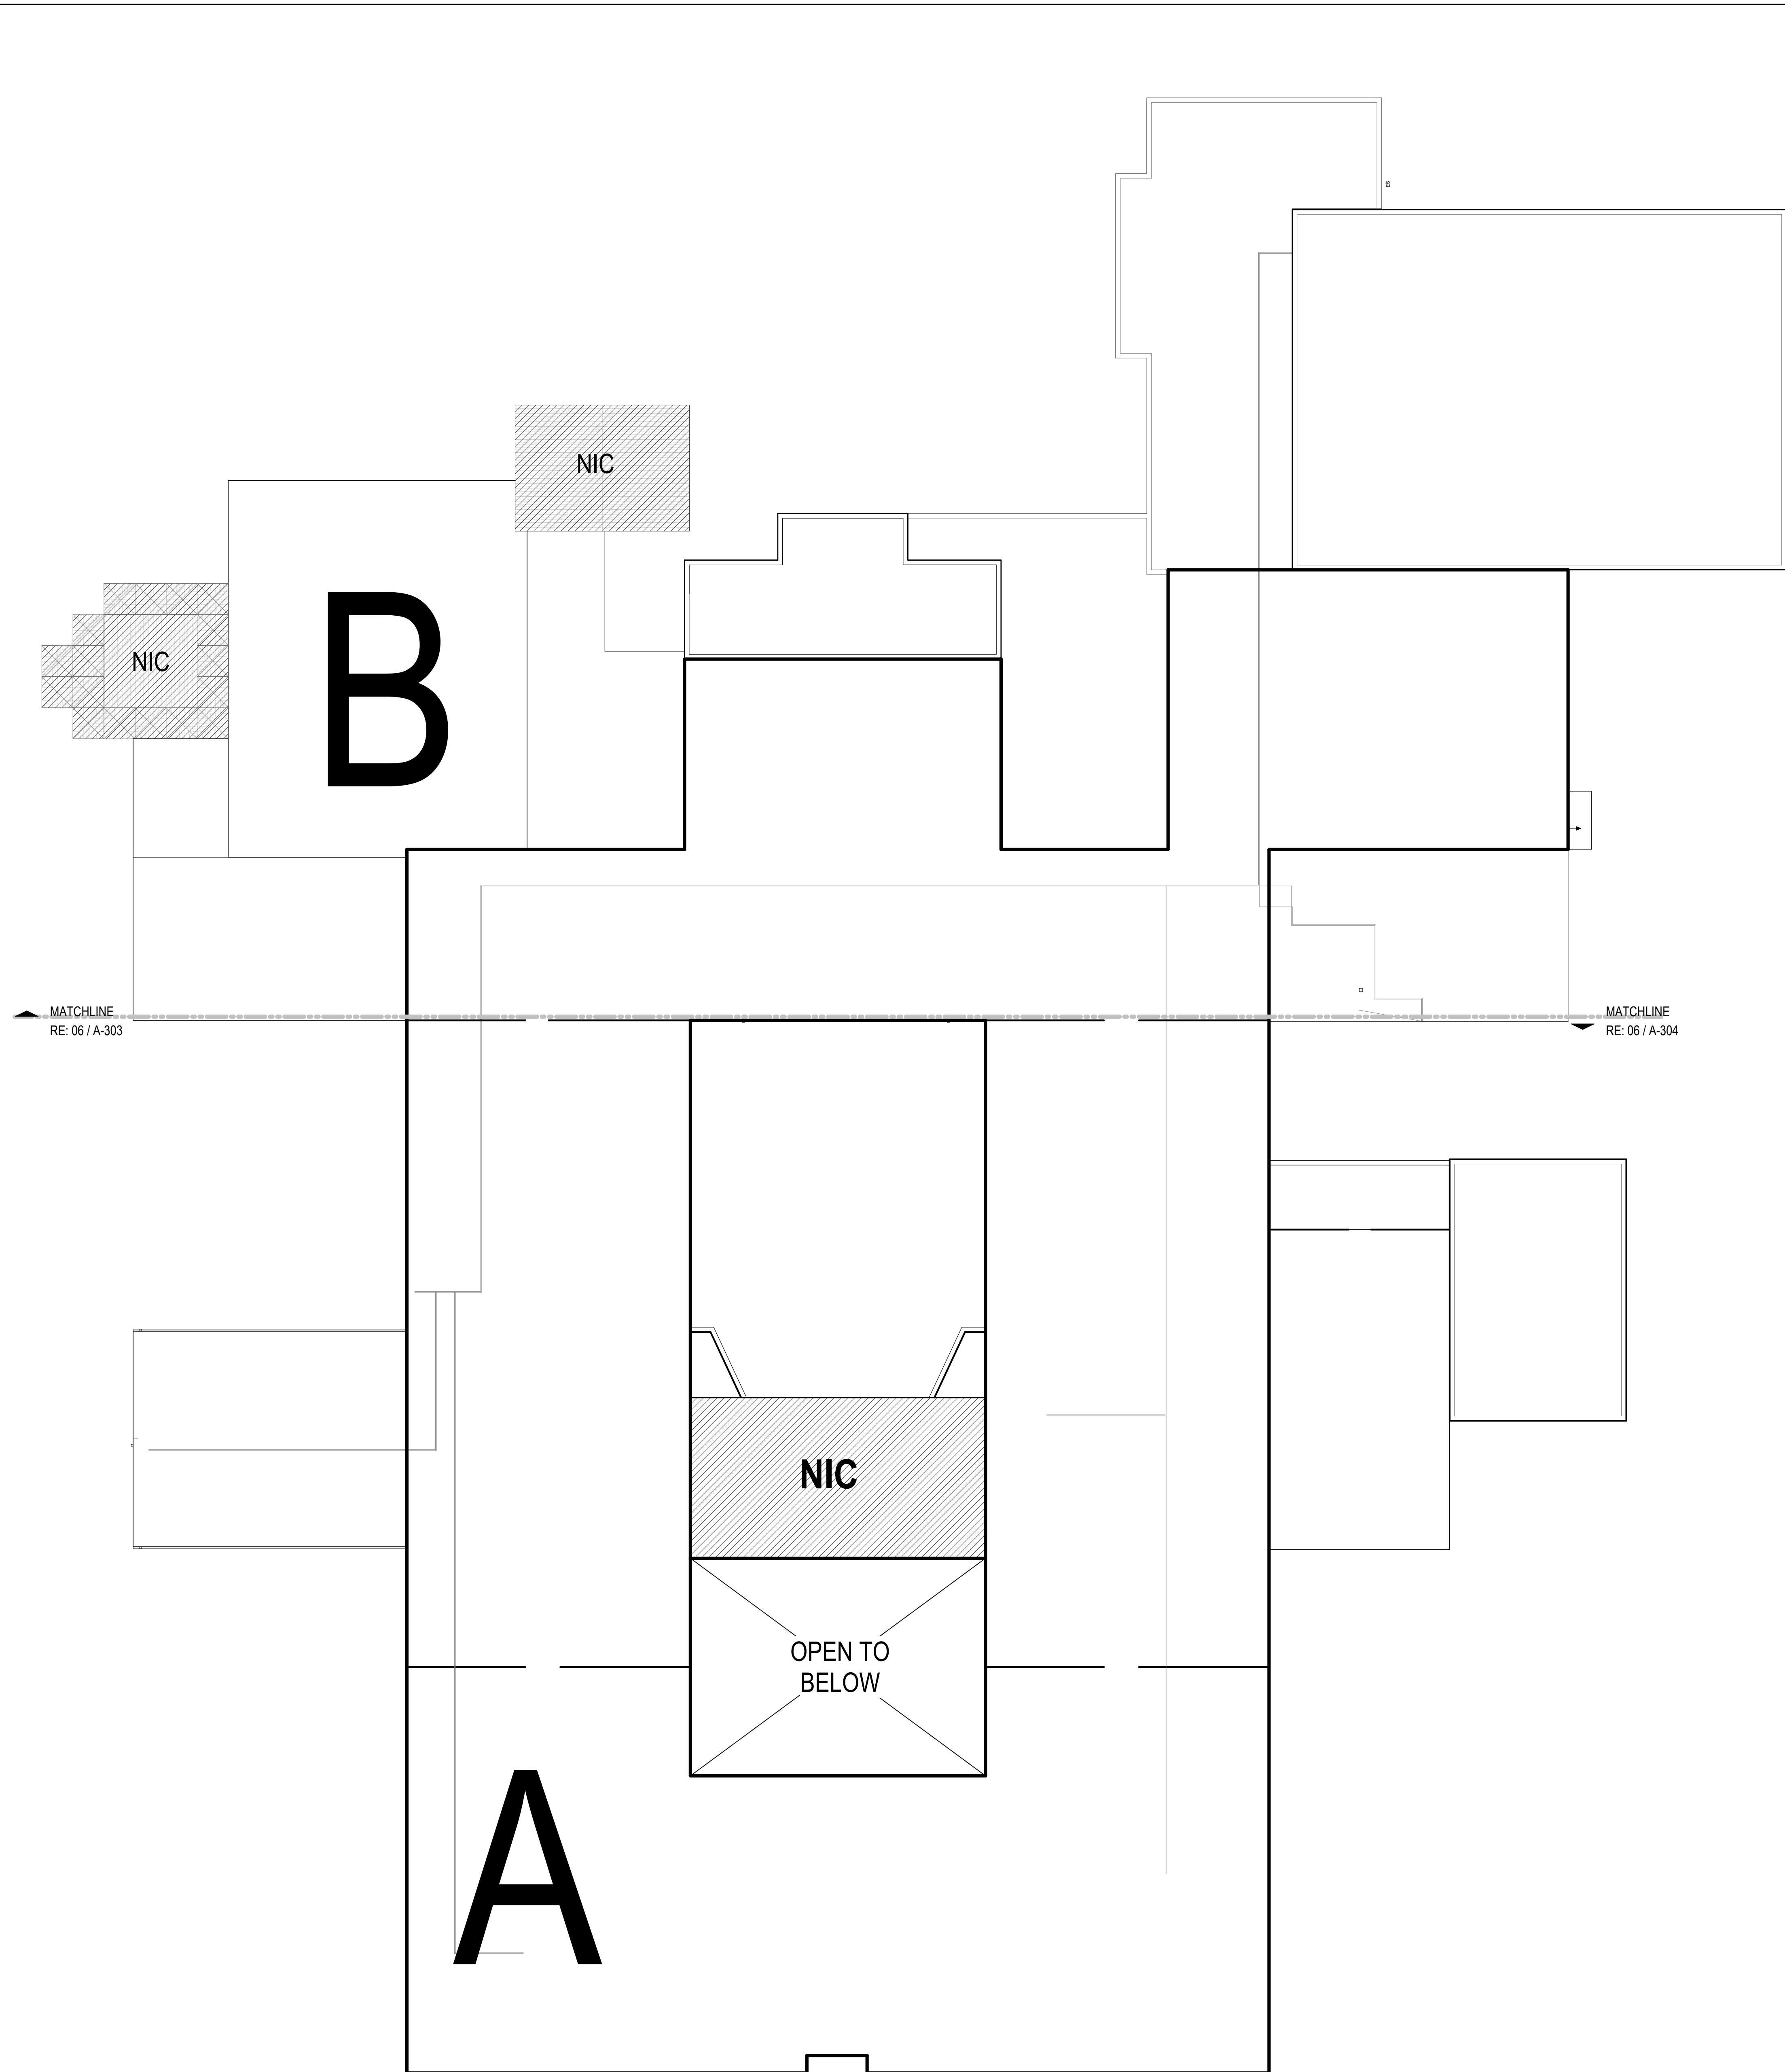 NIC
NIC
B
MATCHLINE
RE: 06 / A-303
MATCHLINE
RE: 06 / A-304
NIC
OPEN TO
BELOW
A